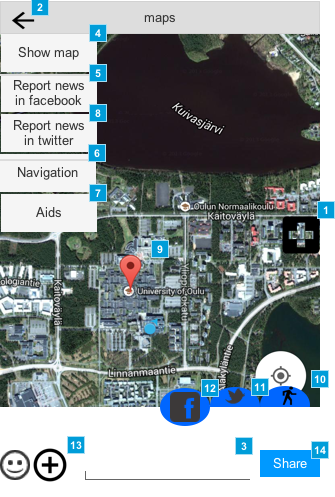 2
maps
4
Show map
5
Report news
in facebook
8
Report news
in twitter
6
Navigation
7
Aids
Kuivasjärvi
Oulun Normaalikoulu
Kaitoväylä
1
9
University of Oulu
ologiantie
Kaitoväylä
Linnanmaantie
10
12
11
13
3
14
Share